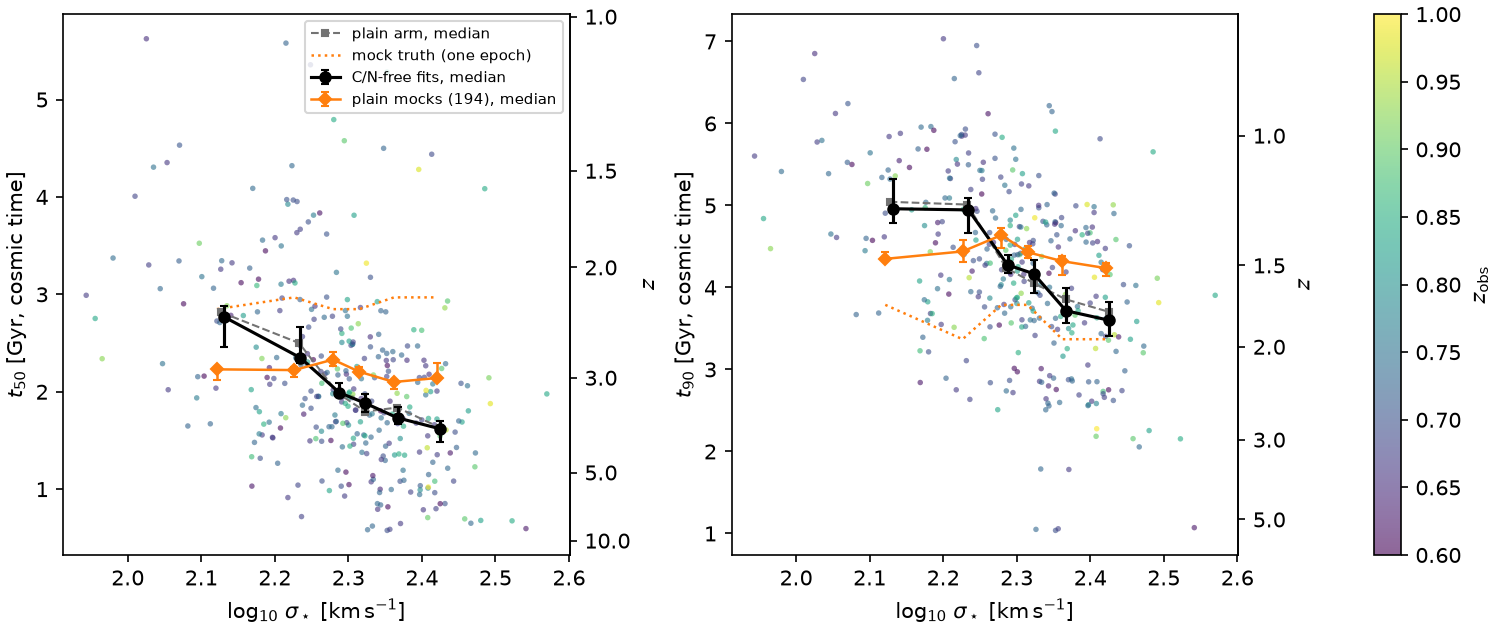 plain arm, median
mock truth (one epoch)
C/N-free fits, median
plain mocks (194), median
t50 [Gyr, cosmic time]
5
4
3
2
1
2.0 2.1 2.2 2.3 2.4 2.5 2.6
log10 σ⋆ [km s−1]
1.0
1.5
2.0
3.0
5.0
10.0
z
t90 [Gyr, cosmic time]
7
6
5
4
3
2
1
2.0 2.1 2.2 2.3 2.4 2.5 2.6
log10 σ⋆ [km s−1]
1.0
1.5
2.0
3.0
5.0
z
1.00
0.95
0.90
0.85
0.80
0.75
0.70
0.65
0.60
zobs